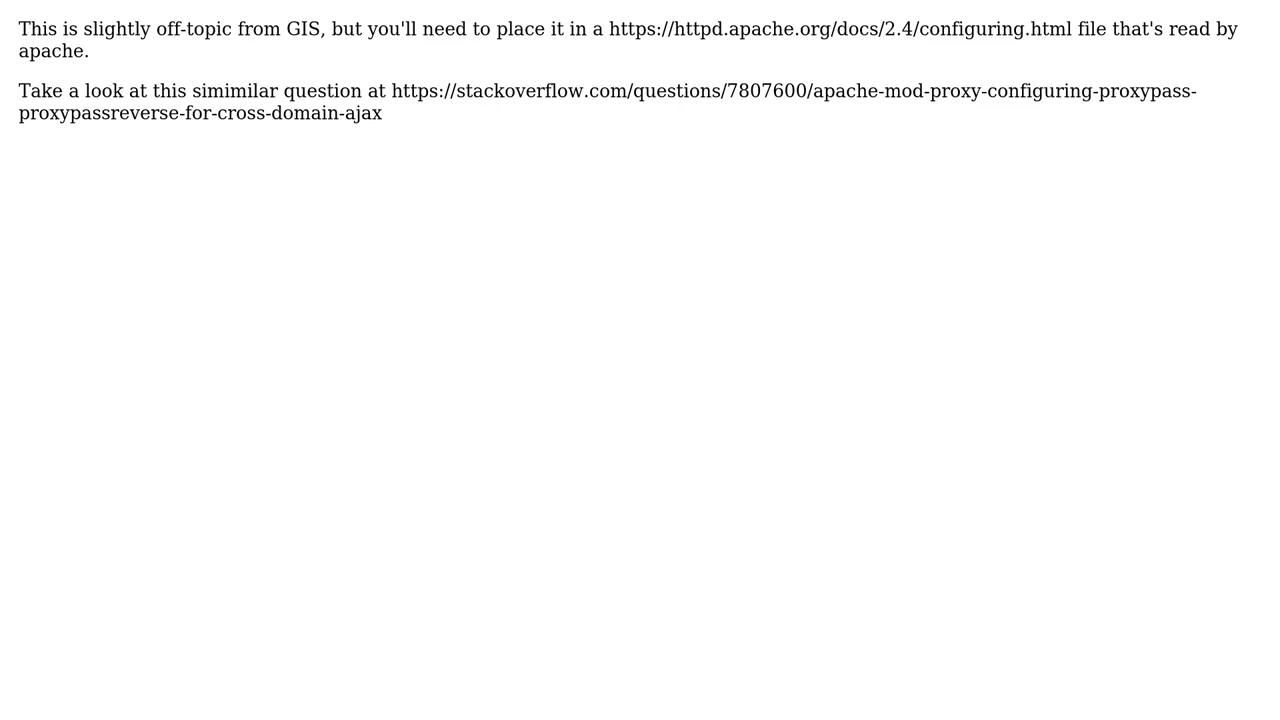 This is slightly off-topic from GIS, but you'll need to place it in a https://httpd.apache.org/docs/2.4/configuring.html file that's read by
apache.
Take a look at this simimilar question at https://stackoverflow.com/questions/7807600/apache-mod-proxy-configuring-proxypass-
proxypassreverse-for-cross-domain-ajax